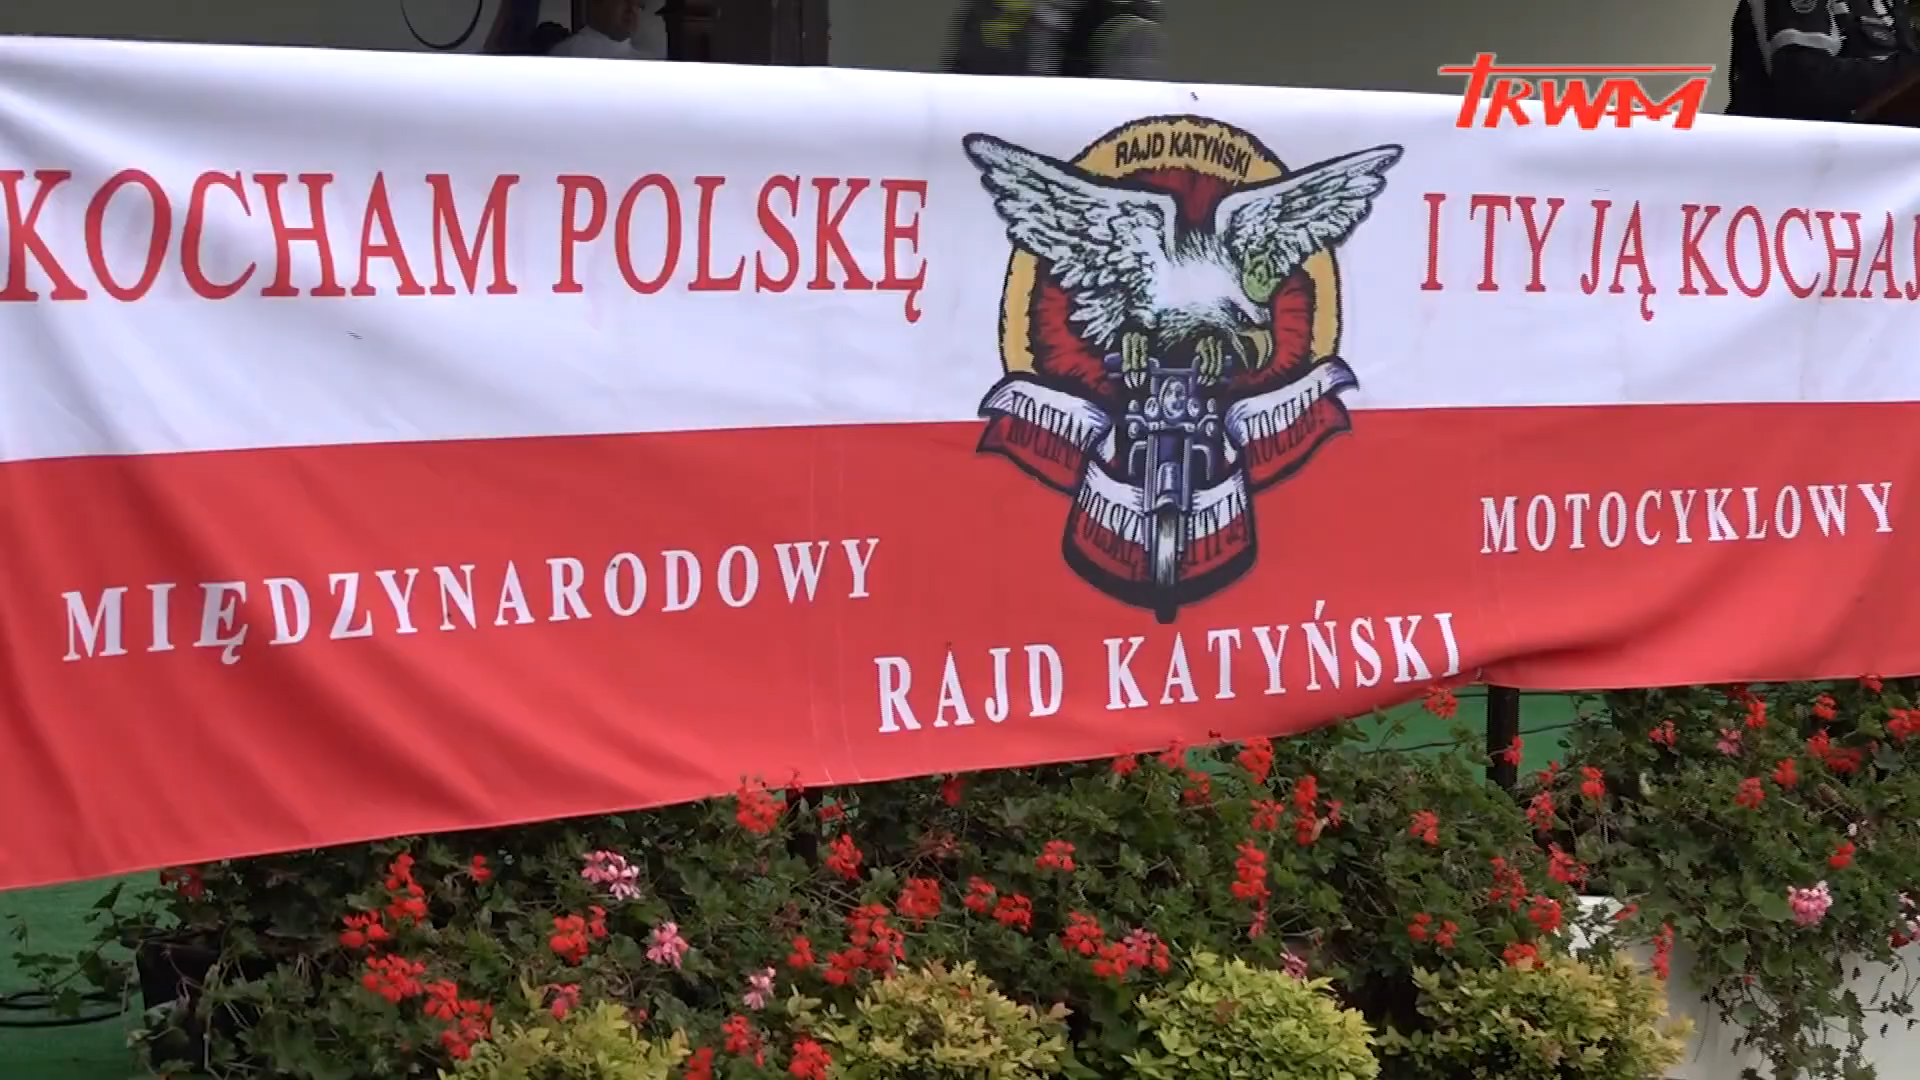 TRWAM
KOCHAM POLSKĘ I TY JĄ KOCHAJ
RAJD KATYŃSKI
KOCHAM POLSKĘ I TY JĄ KOCHAJ!
MIĘDZYNARODOWY MOTOCYKLOWY
RAJD KATYŃSKI